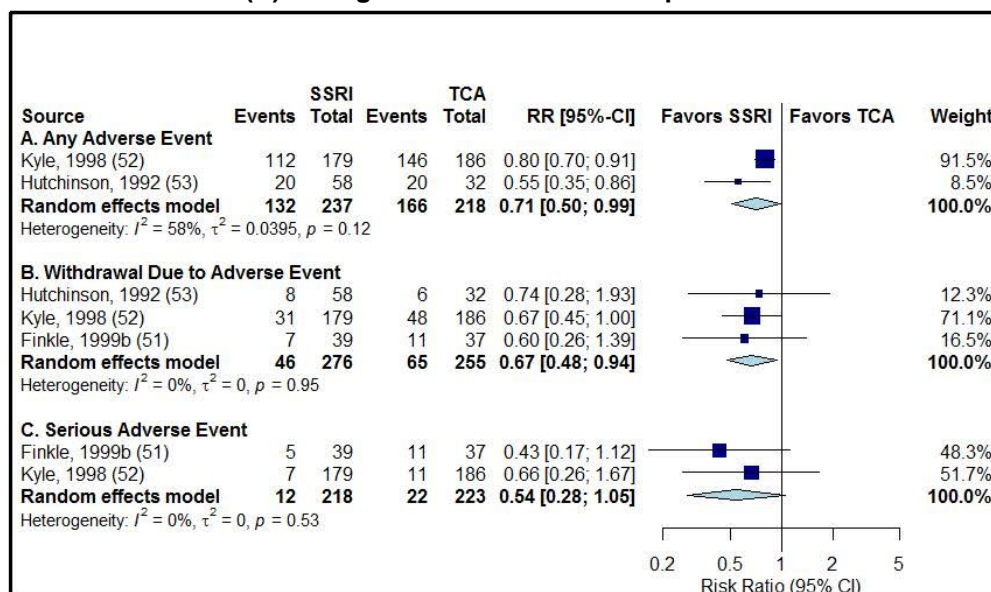 SSRI TCA
Source Events Total Events Total RR [95%-CI] Favors SSRI Favors TCA Weight
A. Any Adverse Event
Kyle, 1998 (52) 112 179 146 186 0.80 [0.70; 0.91] 91.5%
Hutchinson, 1992 (53) 20 58 20 32 0.55 [0.35; 0.86] 8.5%
Random effects model 132 237 166 218 0.71 [0.50; 0.99] 100.0%
Heterogeneity: I² = 58%, τ² = 0.0395, p = 0.12
B. Withdrawal Due to Adverse Event
Hutchinson, 1992 (53) 8 58 6 32 0.74 [0.28; 1.93] 12.3%
Kyle, 1998 (52) 31 179 48 186 0.67 [0.45; 1.00] 71.1%
Finkle, 1999b (51) 7 39 11 37 0.60 [0.26; 1.39] 16.5%
Random effects model 46 276 65 255 0.67 [0.48; 0.94] 100.0%
Heterogeneity: I² = 0%, τ² = 0, p = 0.95
C. Serious Adverse Event
Finkle, 1999b (51) 5 39 11 37 0.43 [0.17; 1.12] 48.3%
Kyle, 1998 (52) 7 179 11 186 0.66 [0.26; 1.67] 51.7%
Random effects model 12 218 22 223 0.54 [0.28; 1.05] 100.0%
Heterogeneity: I² = 0%, τ² = 0, p = 0.53
0.2 0.5 1 2 5
Risk Ratio (95% CI)